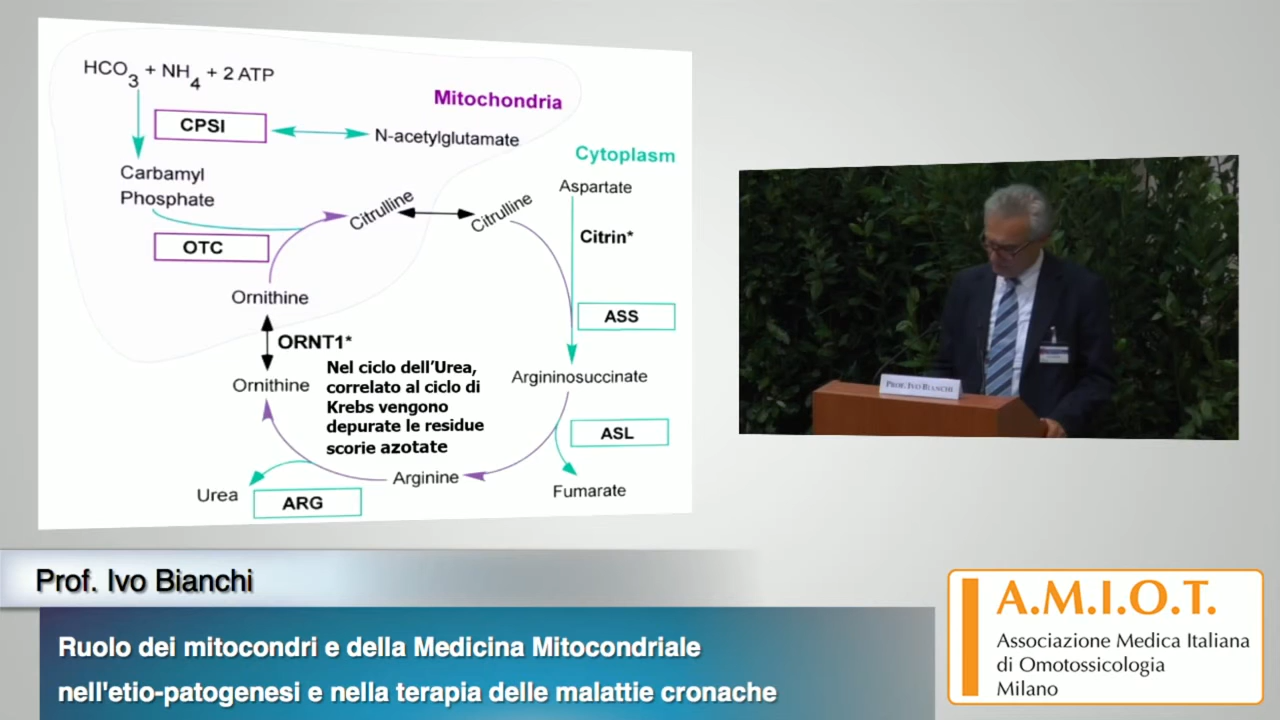 HCO3 + NH4 + 2 ATP
Mitochondria
CPSI
N-acetylglutamate
Cytoplasm
Carbamyl
Phosphate
Aspartate
Citrulline
Citrulline
Citrin*
OTC
Ornithine
ASS
ORNT1*
Nel ciclo dell'Urea,
correlato al ciclo di
Krebs vengono
depurate le residue
scorie azotate
Ornithine
Argininosuccinate
ASL
Arginine
Urea
ARG
Fumarate
PROF. IVO BIANCHI
Prof. Ivo Bianchi
Ruolo dei mitocondri e della Medicina Mitocondriale
nell'etio-patogenesi e nella terapia delle malattie cronache
A.M.I.O.T.
Associazione Medica Italiana
di Omotossicologia
Milano